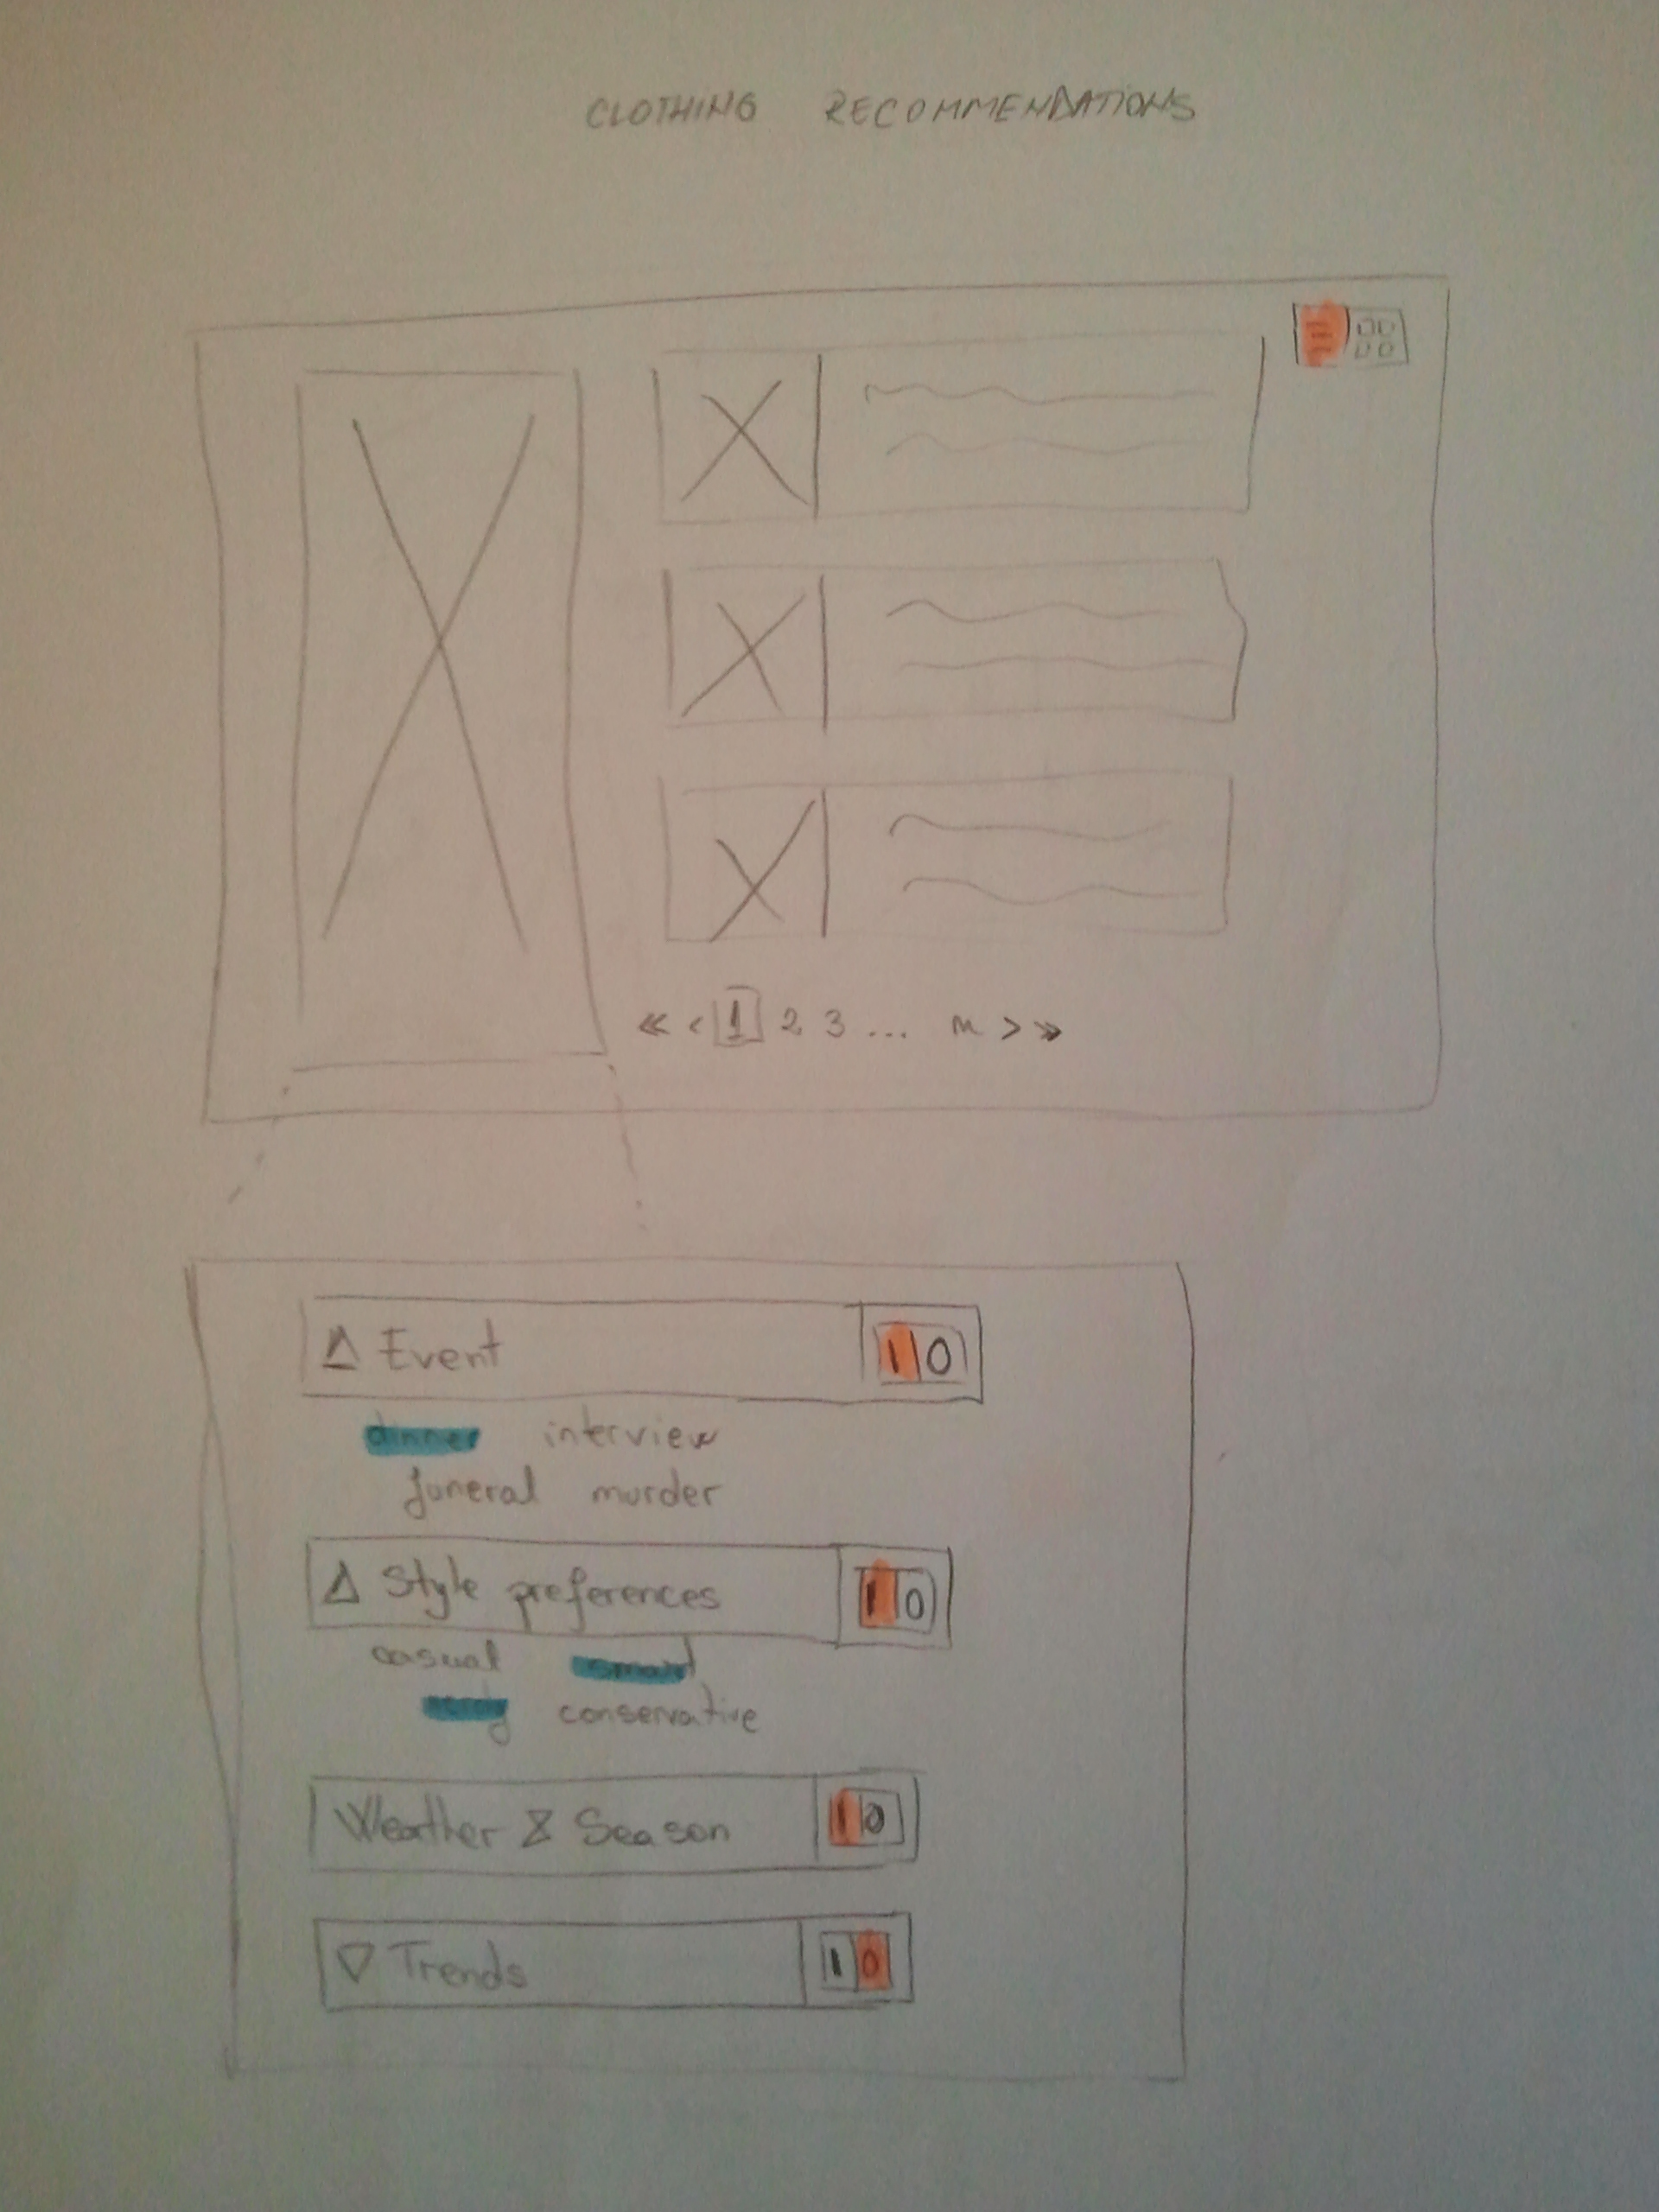 CLOTHING RECOMMENDATIONS
« < 1 2 3 ... n > »
Event 1 0
dinner interview
funeral murder
Style preferences 1 0
casual smart
nerdy conservative
Weather & Season 1 0
Trends 1 0